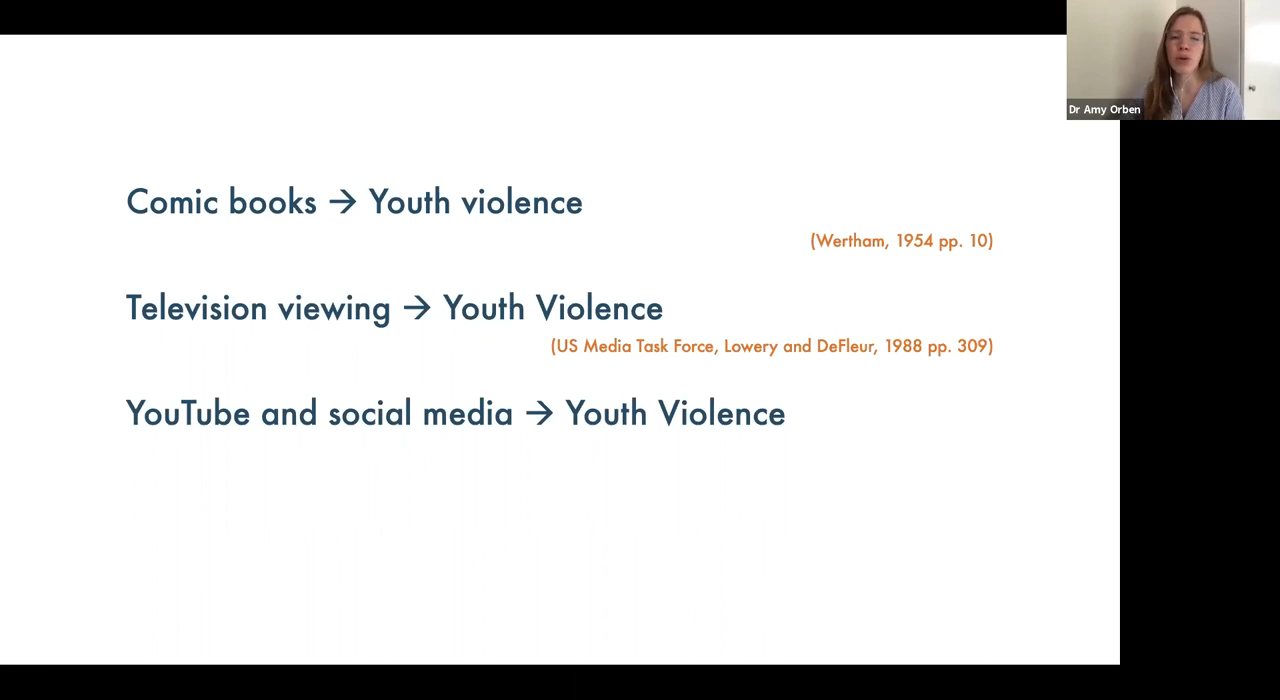 Dr Amy Orben
Comic books → Youth violence
(Wertham, 1954 pp. 10)
Television viewing → Youth Violence
(US Media Task Force, Lowery and DeFleur, 1988 pp. 309)
YouTube and social media → Youth Violence